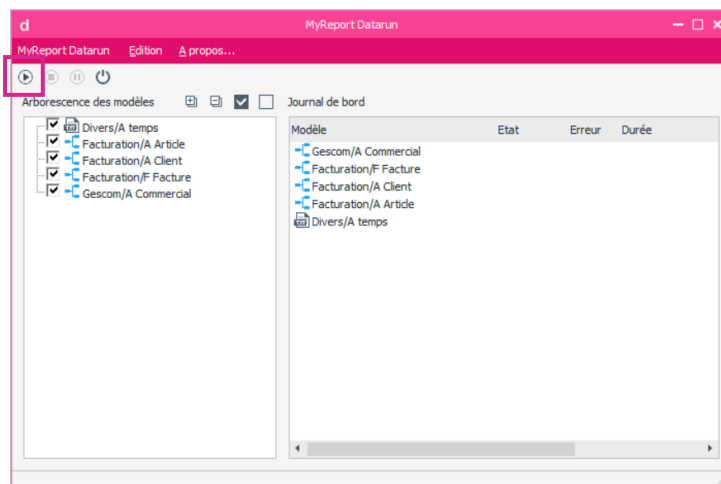 d MyReport Datarun
MyReport Datarun Edition A propos...
Arborescence des modèles
Divers/A temps
Facturation/A Article
Facturation/A Client
Facturation/F Facture
Gescom/A Commercial
Journal de bord
Modèle Etat Erreur Durée
Gescom/A Commercial
Facturation/F Facture
Facturation/A Client
Facturation/A Article
Divers/A temps